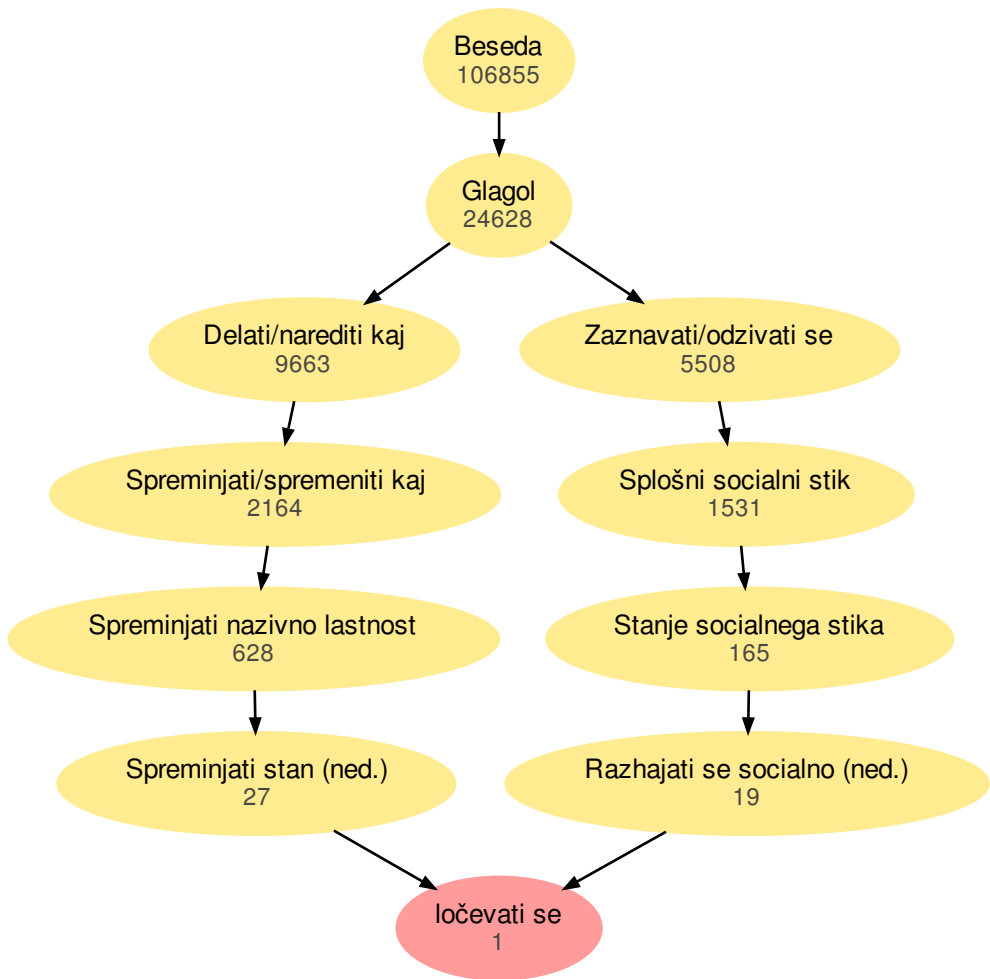 Beseda
106855
Glagol
24628
Delati/narediti kaj
9663
Zaznavati/odzivati se
5508
Spreminjati/spremeniti kaj
2164
Splošni socialni stik
1531
Spreminjati nazivno lastnost
628
Stanje socialnega stika
165
Spreminjati stan (ned.)
27
Razhajati se socialno (ned.)
19
ločevati se
1